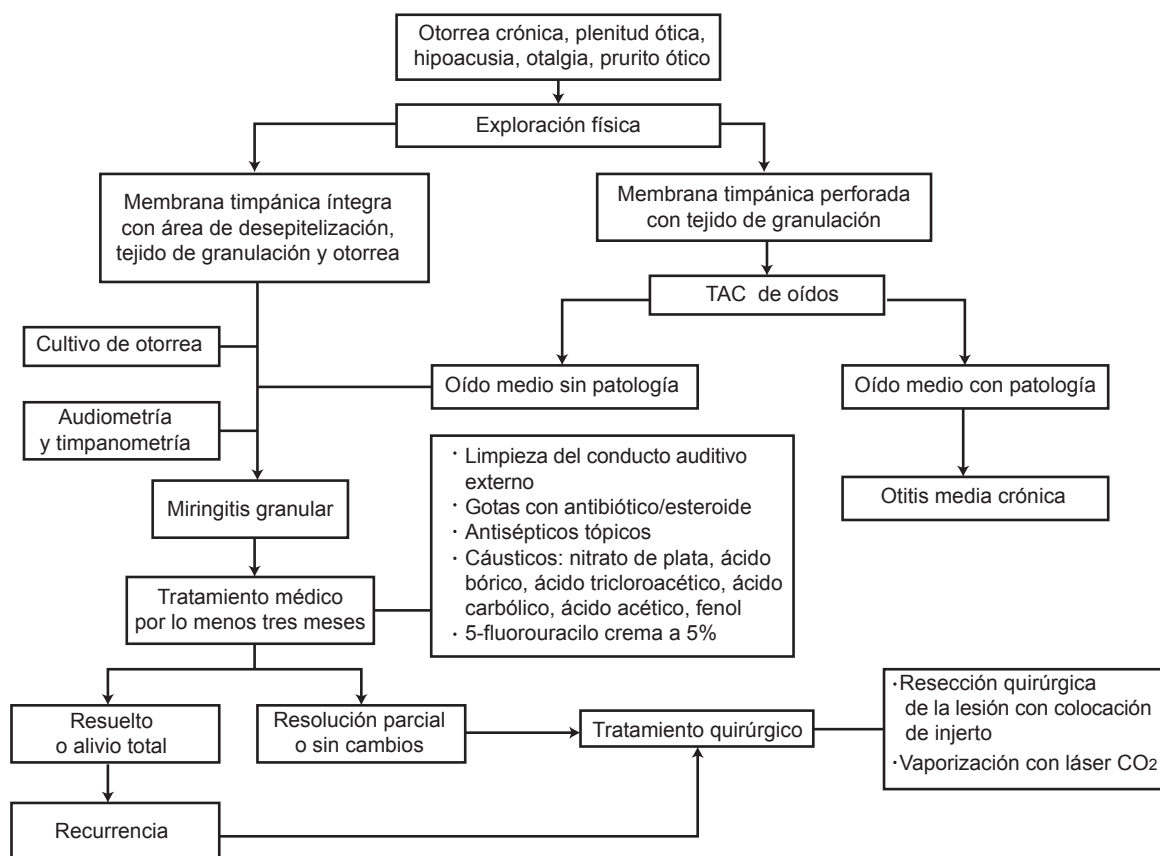 Otorrea crónica, plenitud ótica,
hipoacusia, otalgia, prurito ótico
Exploración física
Membrana timpánica íntegra
con área de desepitelización,
tejido de granulación y otorrea
Membrana timpánica perforada
con tejido de granulación
TAC de oídos
Cultivo de otorrea
Oído medio sin patología
Oído medio con patología
Audiometría
y timpanometría
· Limpieza del conducto auditivo
externo
· Gotas con antibiótico/esteroide
· Antisépticos tópicos
· Cáusticos: nitrato de plata, ácido
bórico, ácido tricloroacético, ácido
carbólico, ácido acético, fenol
· 5-fluorouracilo crema a 5%
Miringitis granular
Otitis media crónica
Tratamiento médico
por lo menos tres meses
Resuelto
o alivio total
Resolución parcial
o sin cambios
Tratamiento quirúrgico
·Resección quirúrgica
de la lesión con colocación
de injerto
·Vaporización con láser CO2
Recurrencia